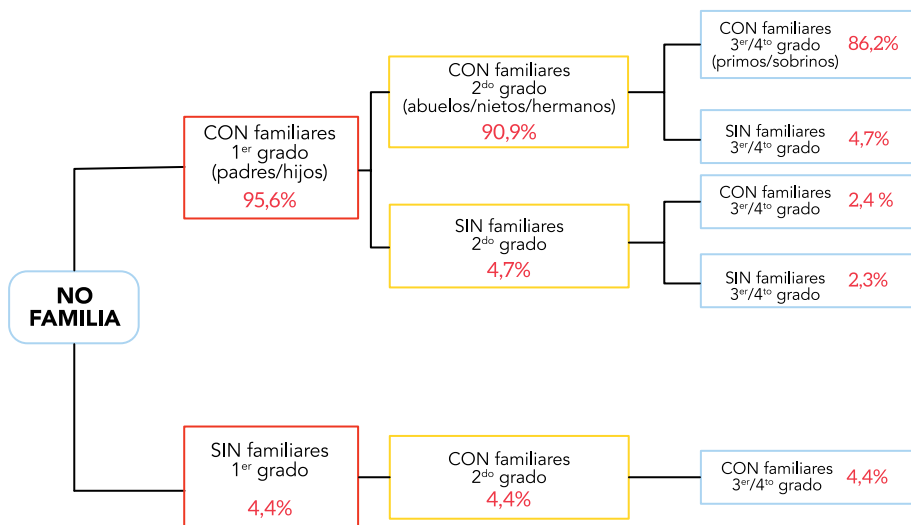 NO
FAMILIA
CON familiares
1er grado
(padres/hijos)
95,6%
CON familiares
2do grado
(abuelos/nietos/hermanos)
90,9%
CON familiares
3er/4to grado
(primos/sobrinos)
86,2%
SIN familiares
3er/4to grado
4,7%
SIN familiares
2do grado
4,7%
CON familiares
3er/4to grado
2,4 %
SIN familiares
3er/4to grado
2,3%
SIN familiares
1er grado
4,4%
CON familiares
2do grado
4,4%
CON familiares
3er/4to grado
4,4%